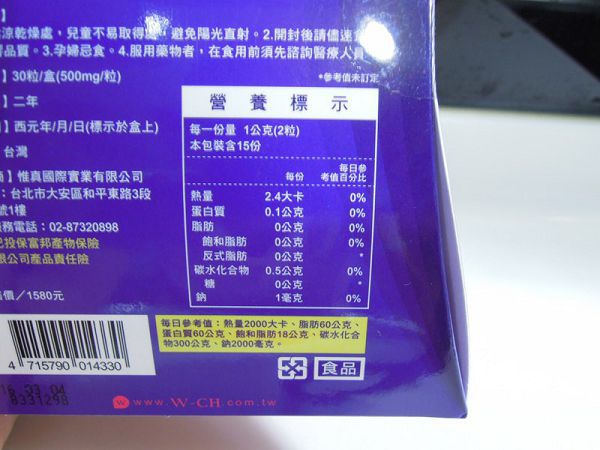 涼乾燥處,兒童不易取得處,避免陽光直射。2.開封後請儘速食
品質。3.孕婦忌食。4.服用藥物者,在食用前須先諮詢醫療人員
】30粒/盒(500mg/粒)
*參考值未訂定
】二年
】西元年/月/日(標示於盒上)
台灣
】惟真國際實業有限公司
:台北市大安區和平東路3段
號1樓
服務電話:02-87320898
已投保富邦產物保險
限公司產品責任險
售價/1580元
營養標示
每一份量 1公克(2粒)
本包裝含15份
每份 每日參考值百分比
熱量 2.4大卡 0%
蛋白質 0.1公克 0%
脂肪 0公克 0%
飽和脂肪 0公克 0%
反式脂肪 0公克 *
碳水化合物 0.5公克 0%
糖 0公克 *
鈉 1毫克 0%
每日參考值:熱量2000大卡、脂肪60公克、
蛋白質60公克、飽和脂肪18公克、碳水化合
物300公克、鈉2000毫克。
4 715790 014330
03 04
8331298
食品
www.W-CH.com.tw